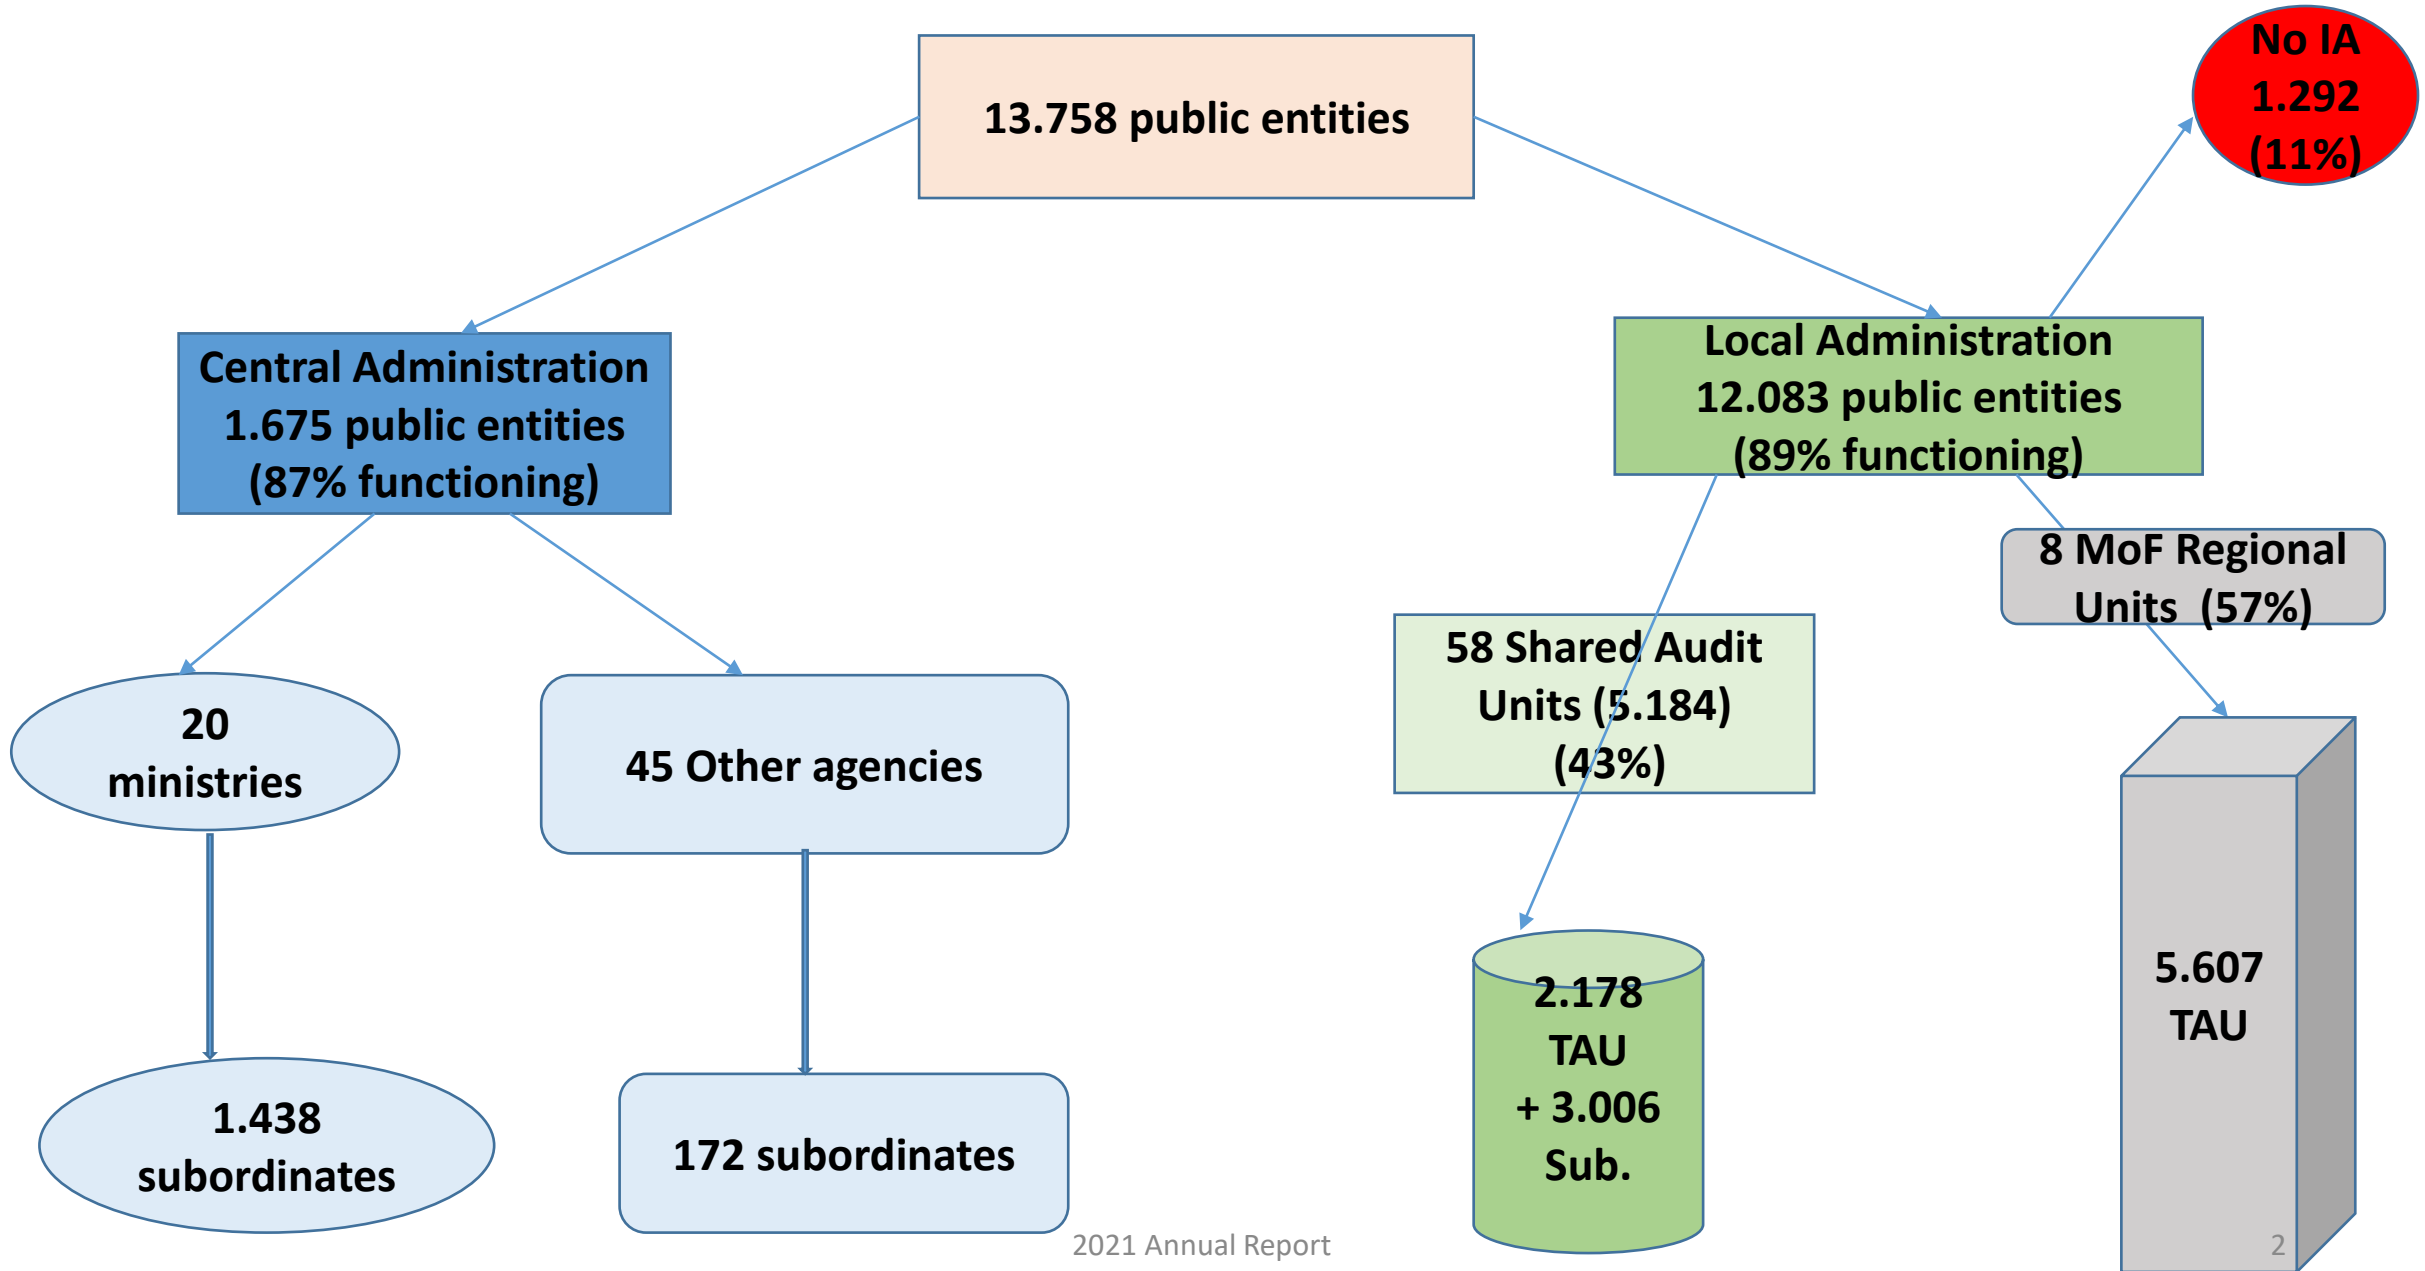 13.758 public entities
No IA
1.292
(11%)
Central Administration
1.675 public entities
(87% functioning)
Local Administration
12.083 public entities
(89% functioning)
8 MoF Regional
Units (57%)
58 Shared Audit
Units (5.184)
(43%)
20
ministries
45 Other agencies
2.178
TAU
+ 3.006
Sub.
5.607
TAU
1.438
subordinates
172 subordinates
2021 Annual Report
2